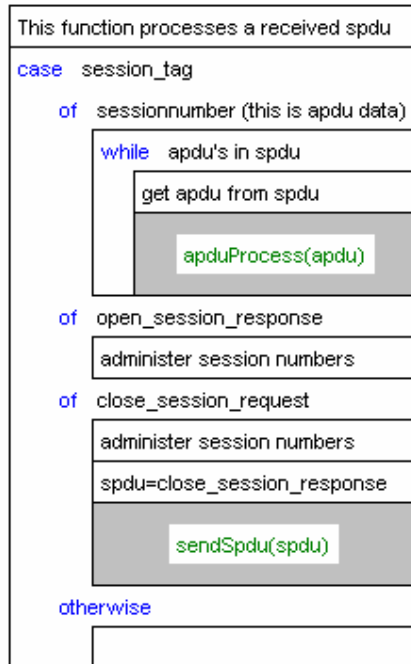 This function processes a received spdu
case session_tag
of sessionnumber (this is apdu data)
while apdu's in spdu
get apdu from spdu
apduProcess(apdu)
of open_session_response
administer session numbers
of close_session_request
administer session numbers
spdu=close_session_response
sendSpdu(spdu)
otherwise